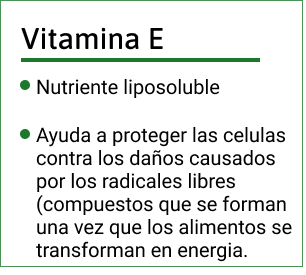 Vitamina E
Nutriente liposoluble
Ayuda a proteger las celulas
contra los daños causados
por los radicales libres
(compuestos que se forman
una vez que los alimentos se
transforman en energia.